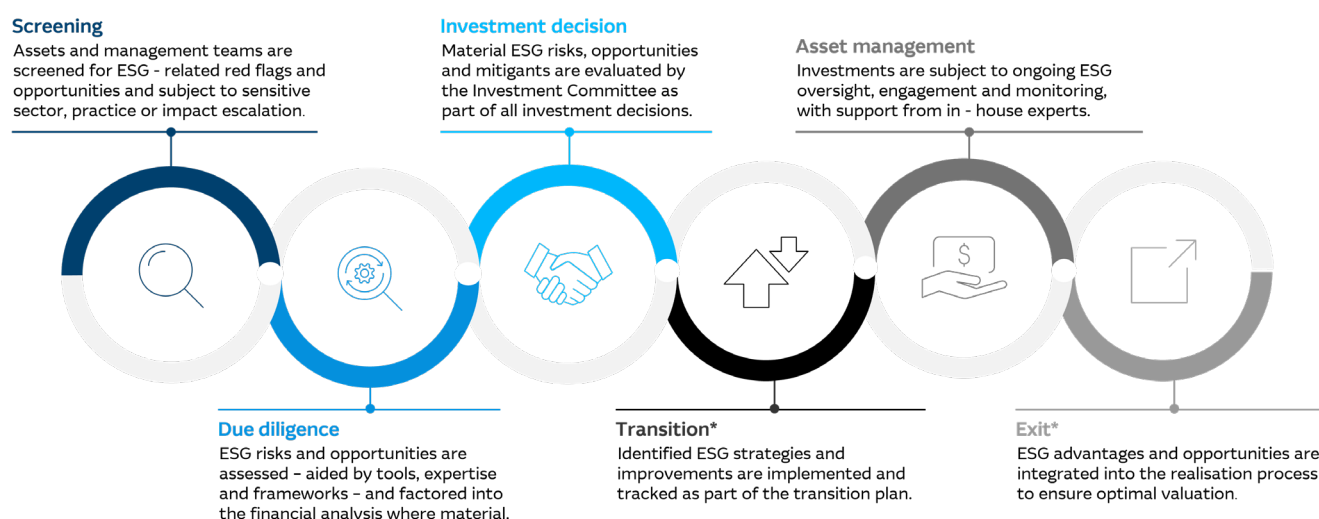 Screening
Assets and management teams are
screened for ESG - related red flags and
opportunities and subject to sensitive
sector, practice or impact escalation.
Due diligence
ESG risks and opportunities are
assessed – aided by tools, expertise
and frameworks – and factored into
the financial analysis where material.
Investment decision
Material ESG risks, opportunities
and mitigants are evaluated by
the Investment Committee as
part of all investment decisions.
Transition*
Identified ESG strategies and
improvements are implemented and
tracked as part of the transition plan.
Asset management
Investments are subject to ongoing ESG
oversight, engagement and monitoring,
with support from in - house experts.
$
Exit*
ESG advantages and opportunities are
integrated into the realisation process
to ensure optimal valuation.